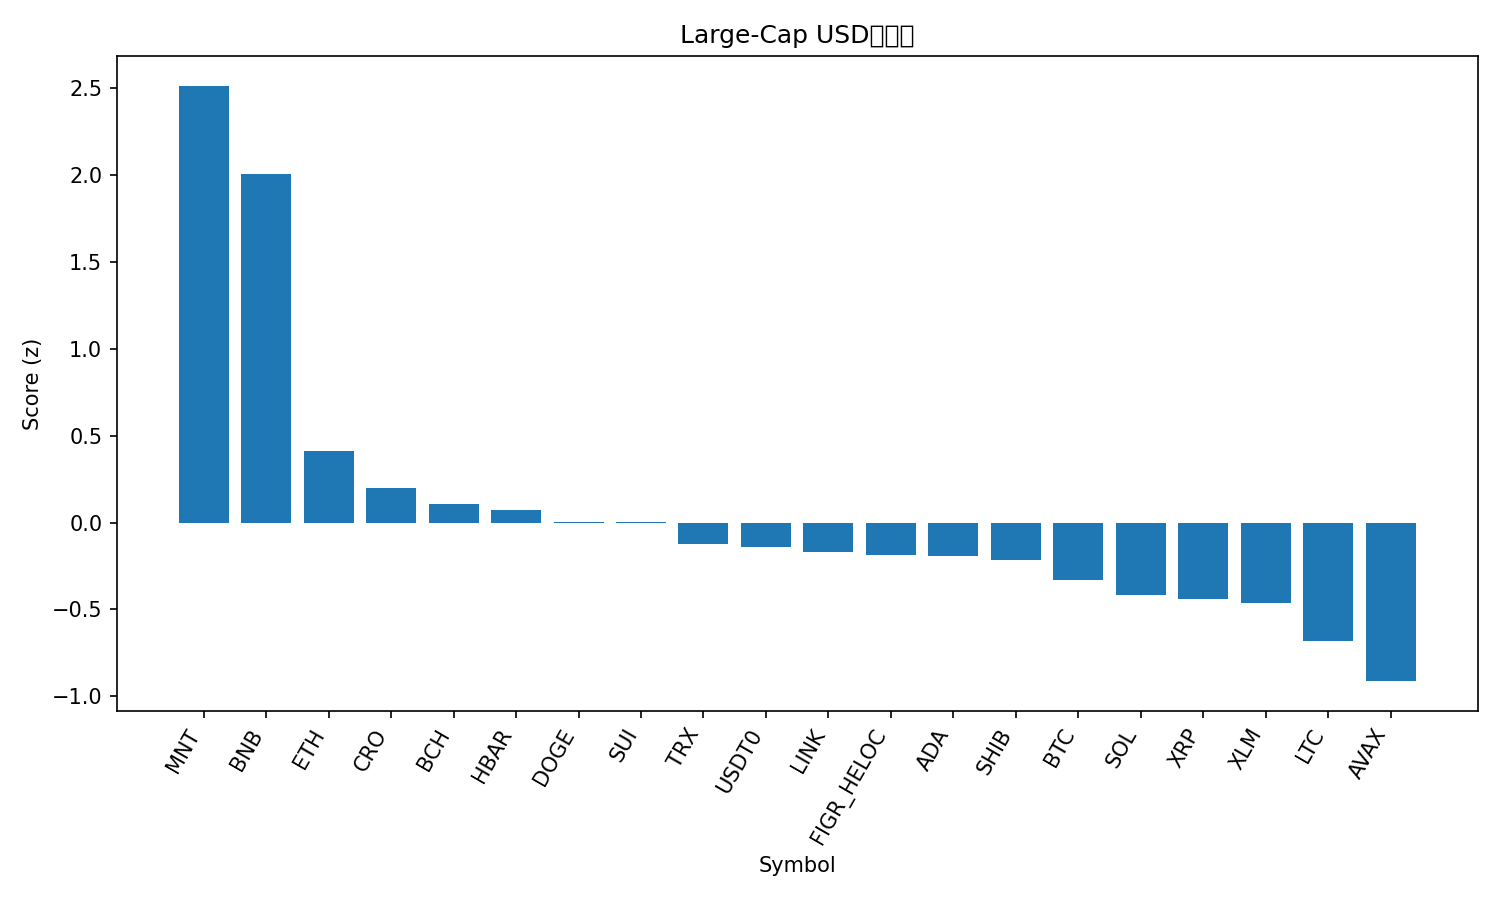 Large-Cap USD
Score (z)
2.5
2.0
1.5
1.0
0.5
0.0
−0.5
−1.0
MNT
BNB
ETH
CRO
BCH
HBAR
DOGE
SUI
TRX
USDT0
LINK
FIGR_HELOC
ADA
SHIB
BTC
SOL
XRP
XLM
LTC
AVAX
Symbol